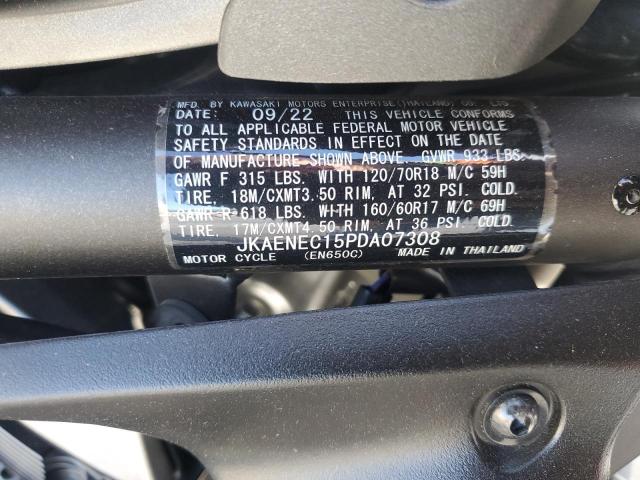 MFD. BY KAWASAKI MOTORS ENTERPRISE(THAILAND) CO. LTD
DATE: 09/22 THIS VEHICLE CONFORMS
TO ALL APPLICABLE FEDERAL MOTOR VEHICLE
SAFETY STANDARDS IN EFFECT ON THE DATE
OF MANUFACTURE SHOWN ABOVE. GVWR 933 LBS.
GAWR F 315 LBS. WITH 120/70R18 M/C 59H
TIRE, 18M/CXMT3.50 RIM, AT 32 PSI. COLD.
GAWR R 618 LBS. WITH 160/60R17 M/C 69H
TIRE, 17M/CXMT4.50 RIM, AT 36 PSI. COLD.
JKAENEC15PDA07308
MOTOR CYCLE (EN650C) MADE IN THAILAND